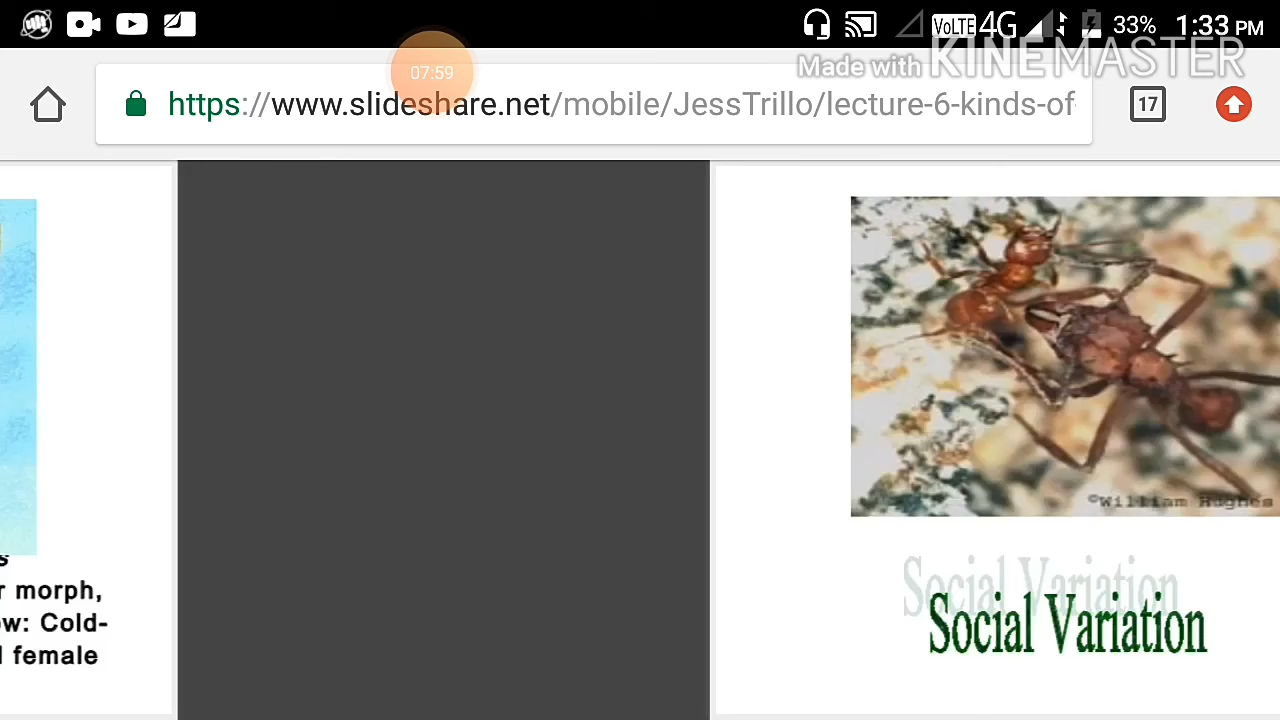 VoLTE 4G 33% 1:33 PM
Made with KINEMASTER
07:59
https://www.slideshare.net/mobile/JessTrillo/lecture-6-kinds-of-
17
©William Hughes
s
r morph,
ow: Cold-
l female
Social Variation
Social Variation